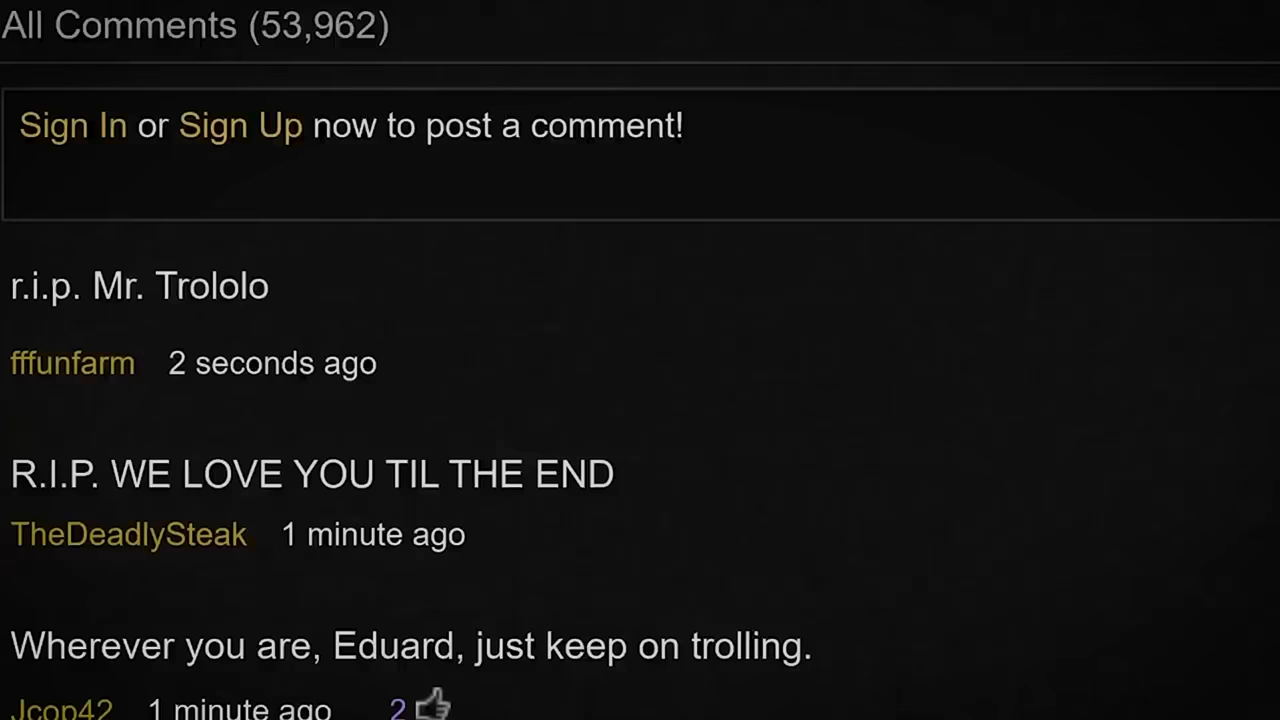 All Comments (53,962)
Sign In or Sign Up now to post a comment!
r.i.p. Mr. Trololo
fffunfarm 2 seconds ago
R.I.P. WE LOVE YOU TIL THE END
TheDeadlySteak 1 minute ago
Wherever you are, Eduard, just keep on trolling.
Jcop42 1 minute ago 2